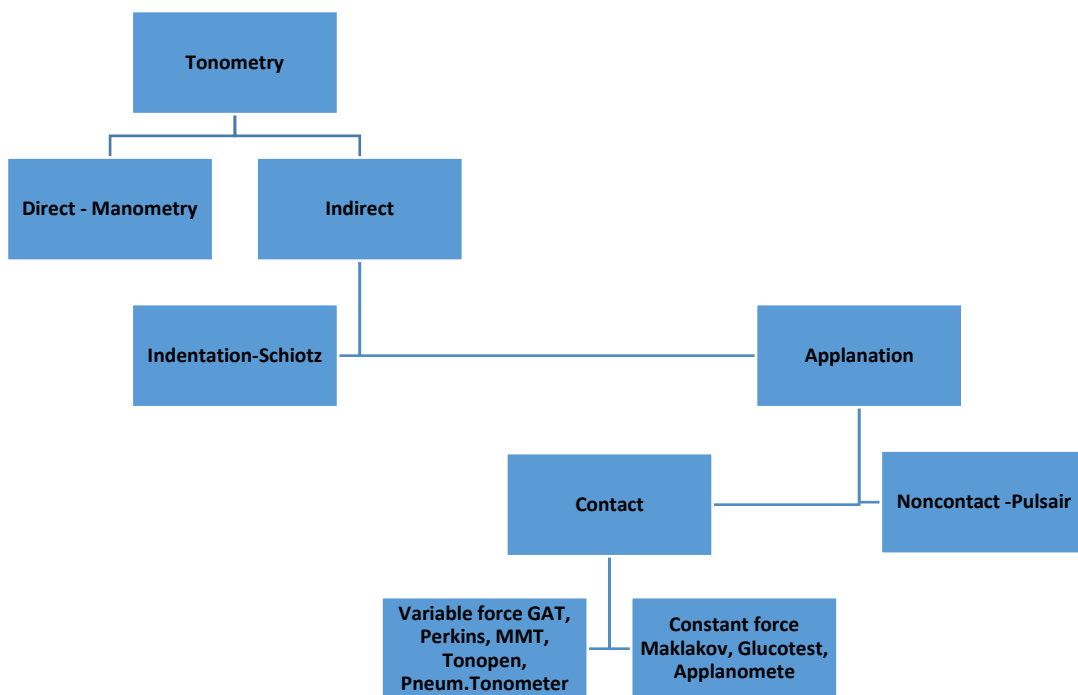 Tonometry
Direct - Manometry
Indirect
Indentation-Schiotz
Applanation
Contact
Noncontact -Pulsair
Variable force GAT,
Perkins, MMT,
Tonopen,
Pneum.Tonometer
Constant force
Maklakov, Glucotest,
Applanomete